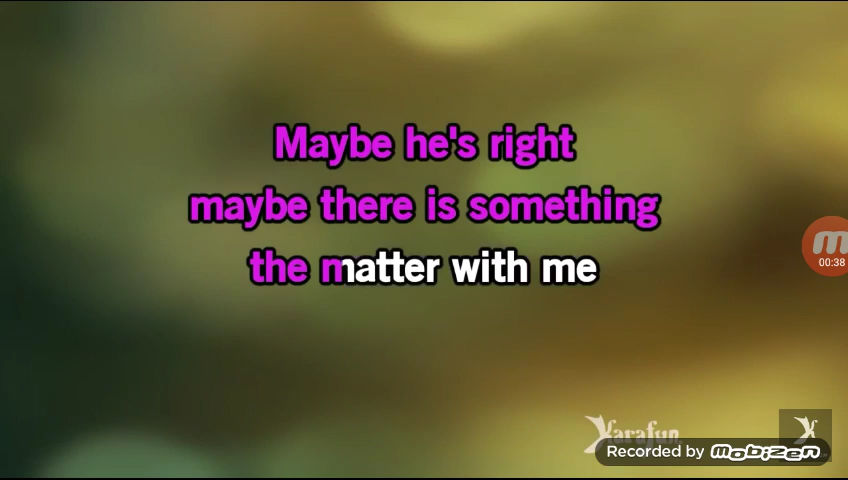 Maybe he's right
maybe there is something
the matter with me
00:38
Karafun
Recorded by mobizen